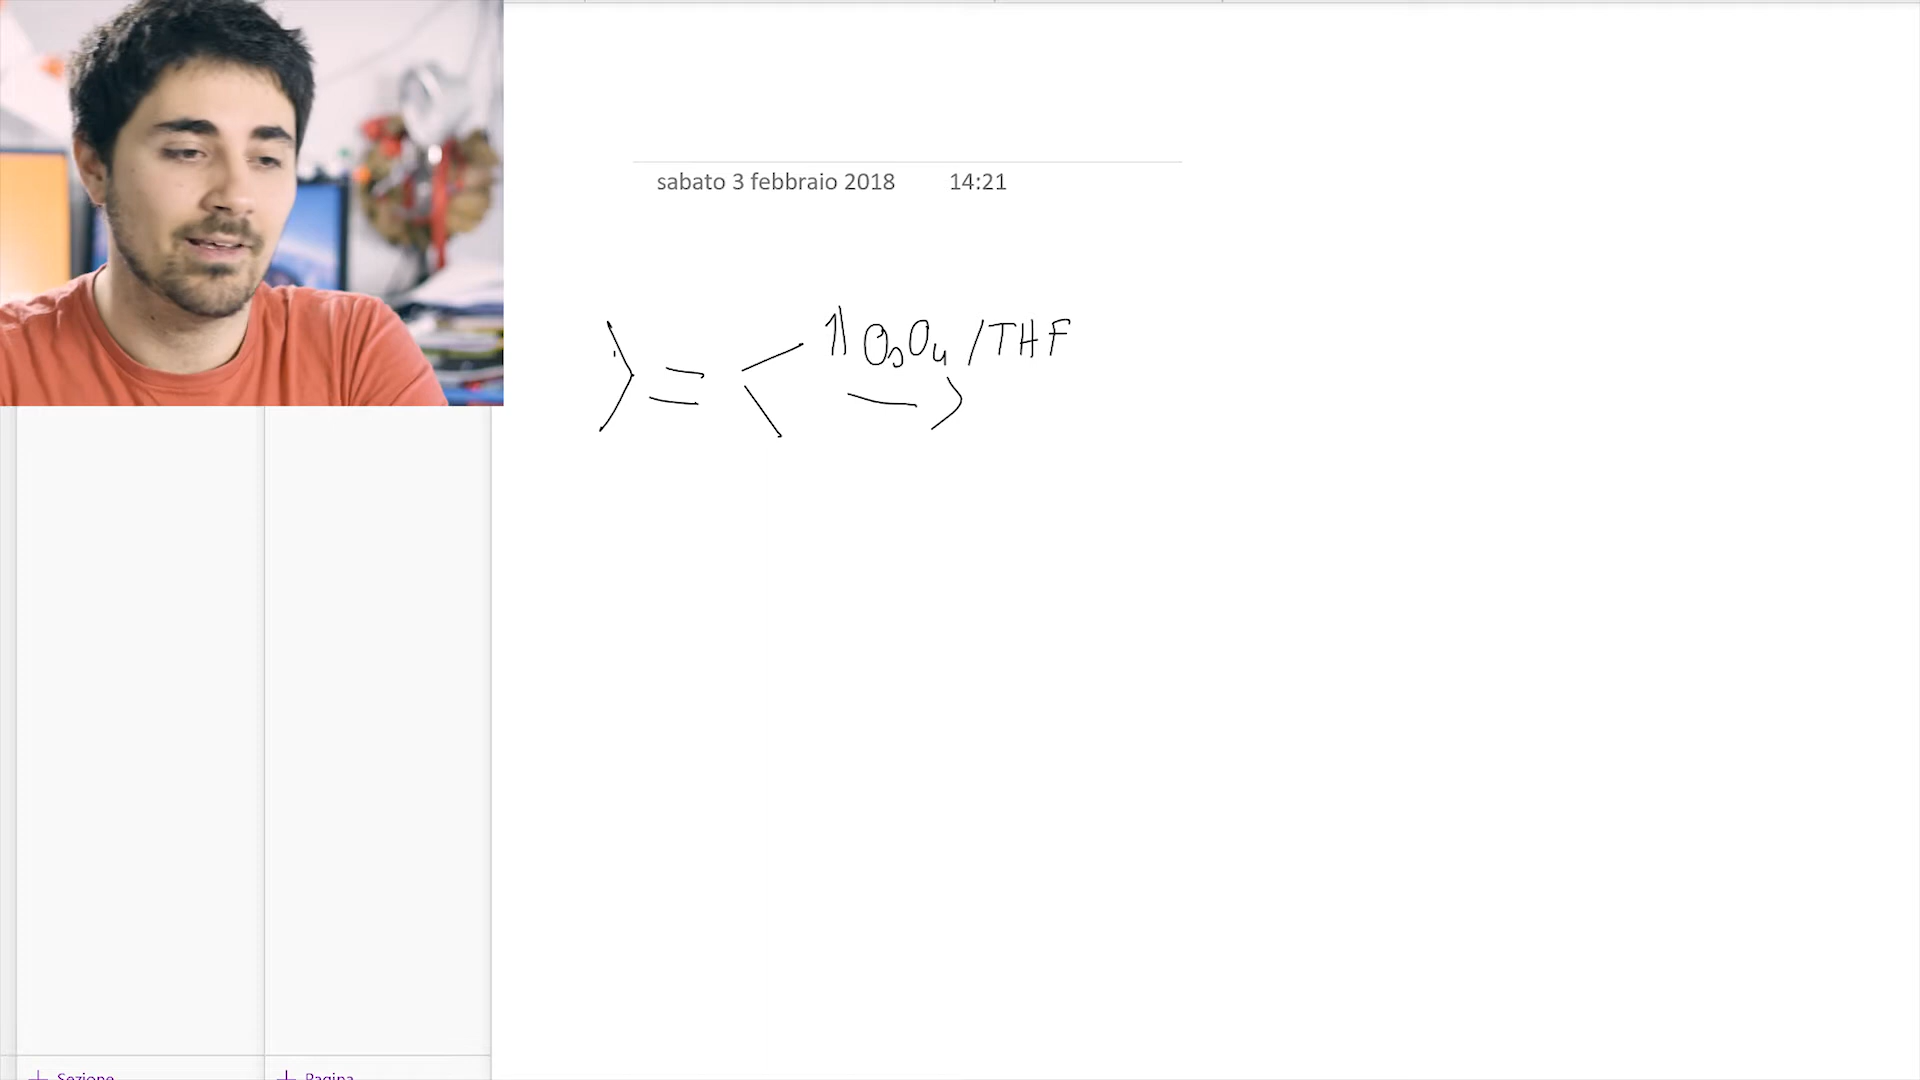 sabato 3 febbraio 2018 14:21
1) OsO4 /THF
+ Sezione
+ Pagina